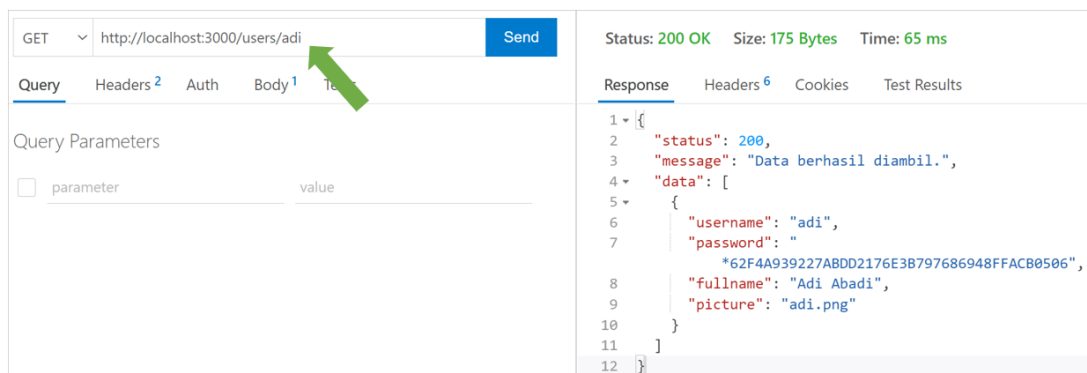 GET http://localhost:3000/users/adi Send
Query Headers 2 Auth Body 1
Query Parameters
parameter value
Status: 200 OK Size: 175 Bytes Time: 65 ms
Response Headers 6 Cookies Test Results
1 {
2 "status": 200,
3 "message": "Data berhasil diambil.",
4 "data": [
5 {
6 "username": "adi",
7 "password": "
*62F4A939227ABDD2176E3B797686948FFACB0506",
8 "fullname": "Adi Abadi",
9 "picture": "adi.png"
10 }
11 ]
12 }